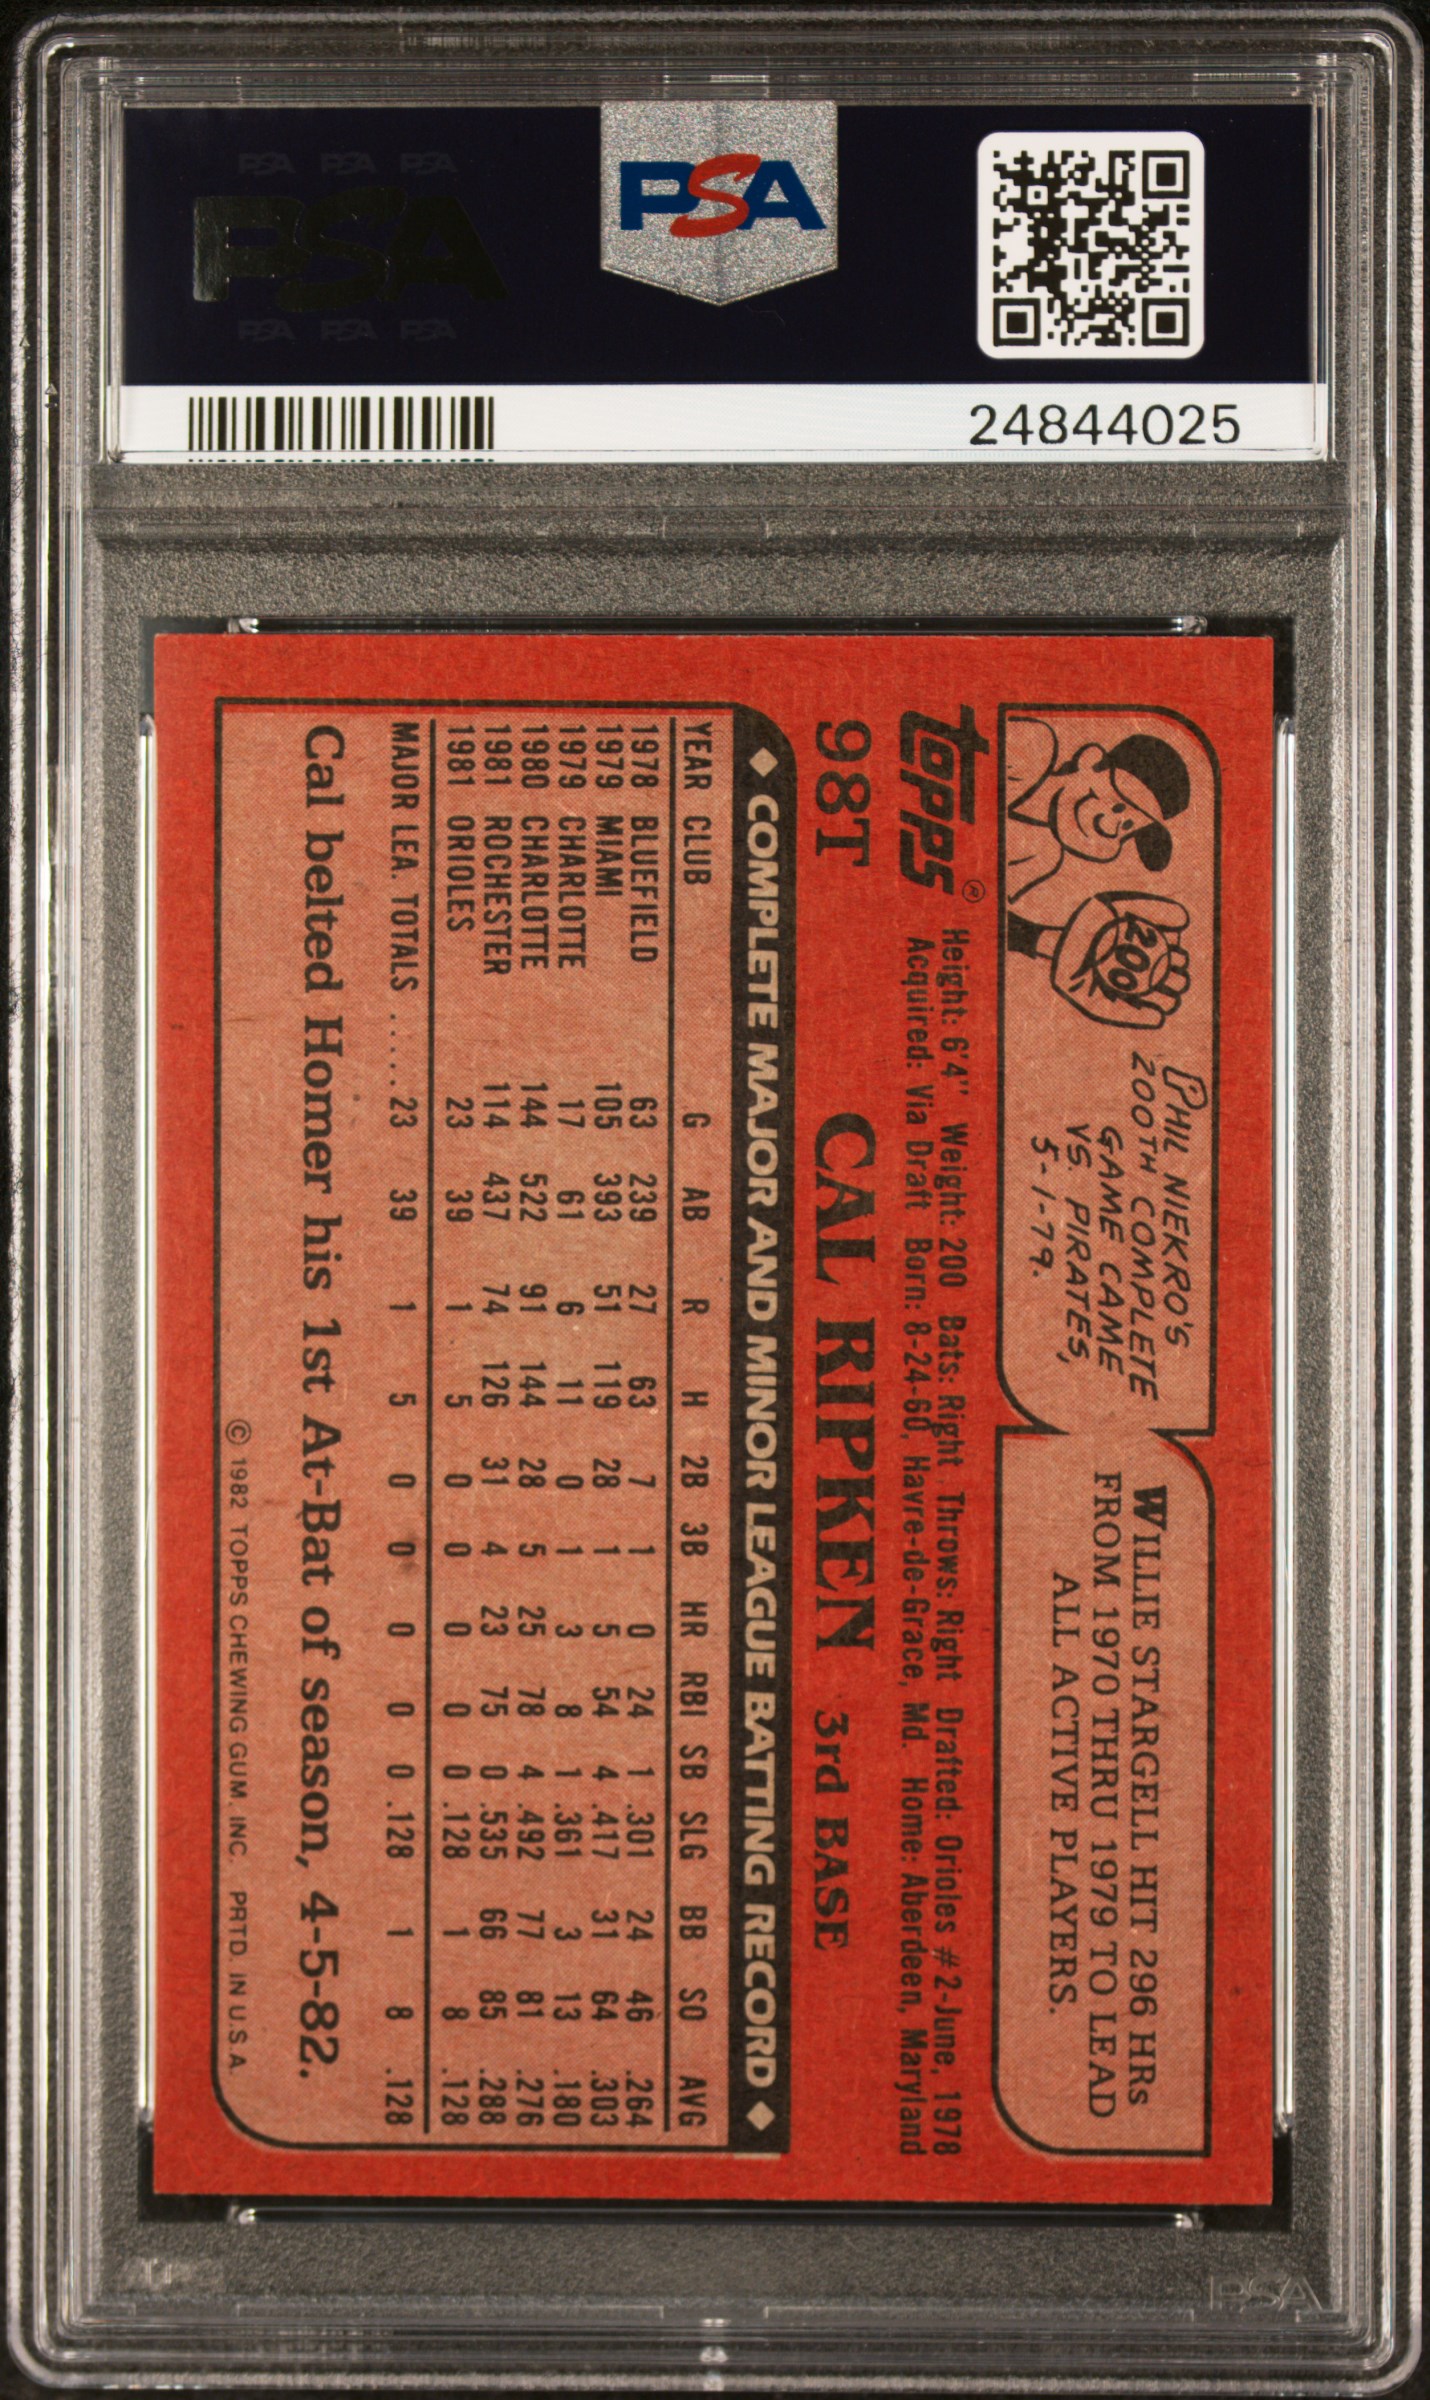 PSA PSA PSA
PSA
PSA PSA PSA
PSA
24844025
200
PHIL NIEKRO'S
200TH COMPLETE
GAME CAME
VS. PIRATES,
5-1-79.
WILLIE STARGELL HIT 296 HRs
FROM 1970 THRU 1979 TO LEAD
ALL ACTIVE PLAYERS.
topps®
Height: 6'4" Weight: 200 Bats: Right Throws: Right Drafted: Orioles #2-June, 1978
Acquired: Via Draft Born: 8-24-60, Havre-de-Grace, Md. Home: Aberdeen, Maryland
98T CAL RIPKEN 3rd BASE
◆ COMPLETE MAJOR AND MINOR LEAGUE BATTING RECORD ◆
YEAR CLUB G AB R H 2B 3B HR RBI SB SLG BB SO AVG
1978 BLUEFIELD 63 239 27 63 7 1 0 24 1 .301 24 46 .264
1979 MIAMI 105 393 51 119 28 1 5 54 4 .417 31 64 .303
1979 CHARLOTTE 17 61 6 11 0 1 3 8 1 .361 3 13 .180
1980 CHARLOTTE 144 522 91 144 28 5 25 78 4 .492 77 81 .276
1981 ROCHESTER 114 437 74 126 31 4 23 75 0 .535 66 85 .288
1981 ORIOLES 23 39 1 5 0 0 0 0 0 .128 1 8 .128
MAJOR LEA. TOTALS ..... 23 39 1 5 0 0 0 0 0 .128 1 8 .128
Cal belted Homer his 1st At-Bat of season, 4-5-82.
© 1982 TOPPS CHEWING GUM, INC. PRTD. IN U.S.A.
PSA